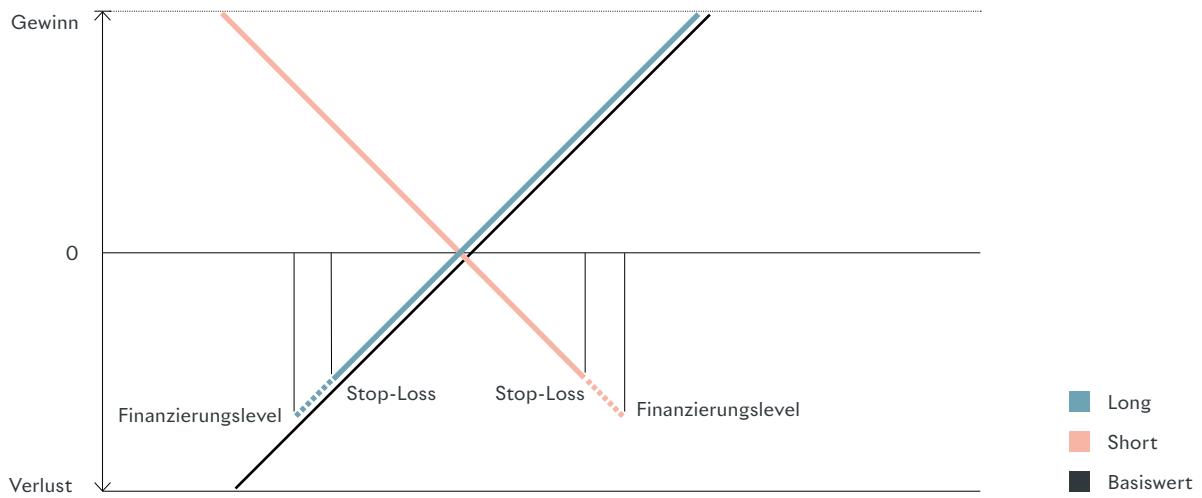 Gewinn
0
Stop-Loss
Stop-Loss
Finanzierungslevel
Finanzierungslevel
Verlust
Long
Short
Basiswert